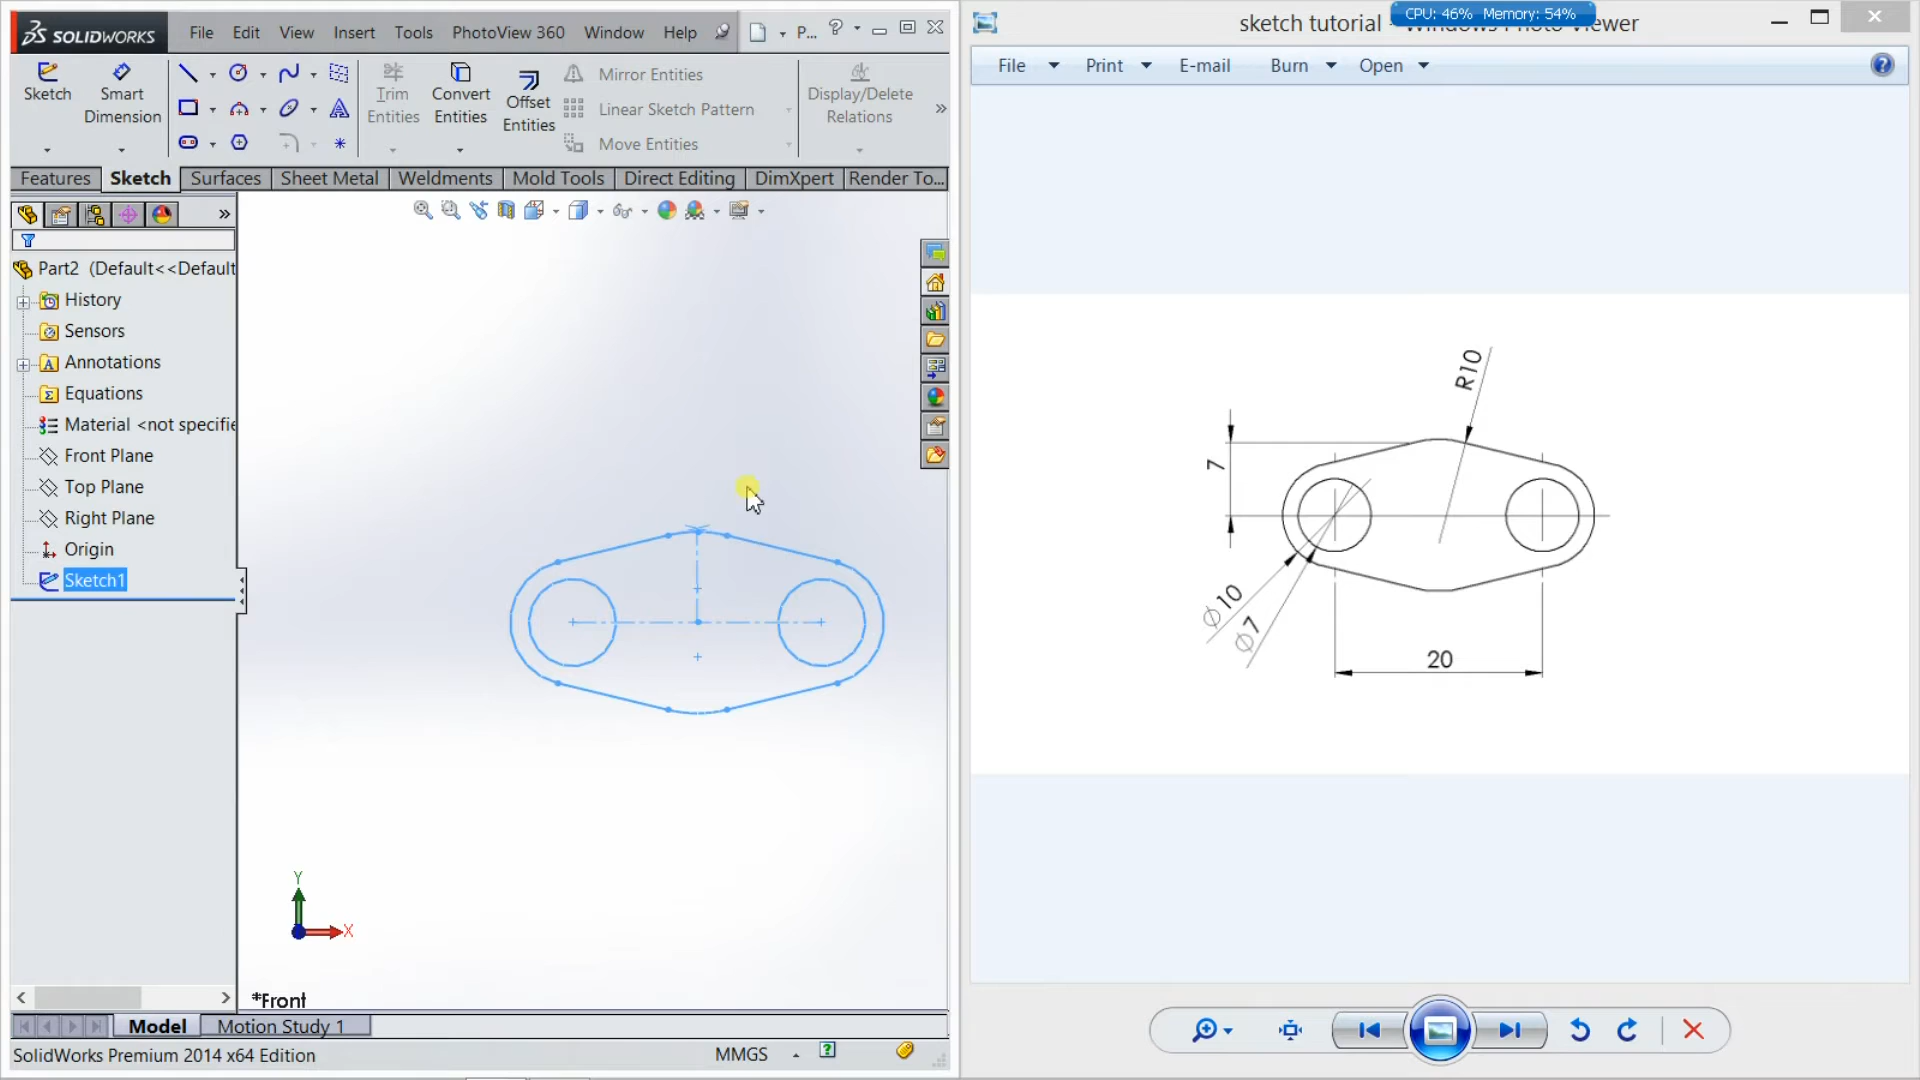 SOLIDWORKS File Edit View Insert Tools PhotoView 360 Window Help P... ?
Sketch Smart Dimension
Trim Entities
Convert Entities
Offset Entities
Mirror Entities
Linear Sketch Pattern
Move Entities
Display/Delete Relations
Features Sketch Surfaces Sheet Metal Weldments Mold Tools Direct Editing DimXpert Render To...
Part2 (Default<<Default
History
Sensors
Annotations
Equations
Material <not specifie
Front Plane
Top Plane
Right Plane
Origin
Sketch1
Y
X
*Front
Model Motion Study 1
SolidWorks Premium 2014 x64 Edition MMGS
CPU: 46% Memory: 54%
File Print E-mail Burn Open
R10
7
Ø10
Ø7
20